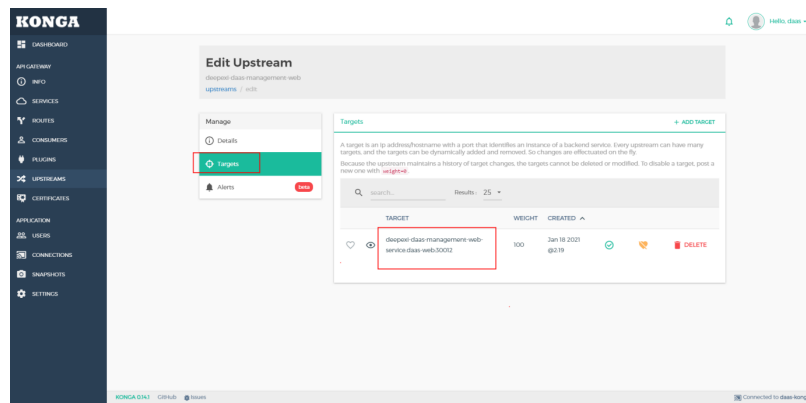 KONGA
Hello, daas
DASHBOARD
API GATEWAY
INFO
SERVICES
ROUTES
CONSUMERS
PLUGINS
UPSTREAMS
CERTIFICATES
APPLICATION
USERS
CONNECTIONS
SNAPSHOTS
SETTINGS
Edit Upstream
deepexi-daas-management-web
upstreams / edit
Manage
Details
Targets
Alerts
beta
Targets
+ ADD TARGET
A target is an ip address/hostname with a port that identifies an instance of a backend service. Every upstream can have many
targets, and the targets can be dynamically added and removed. So changes are effectuated on the fly.
Because the upstream maintains a history of target changes, the targets cannot be deleted or modified. To disable a target, post a
new one with weight=0.
search...
Results : 25
TARGET WEIGHT CREATED
deepexi-daas-management-web-
service.daas-web:30012
100
Jan 18 2021
@2:19
DELETE
KONGA 0.14.1 GitHub Issues
Connected to daas-kong